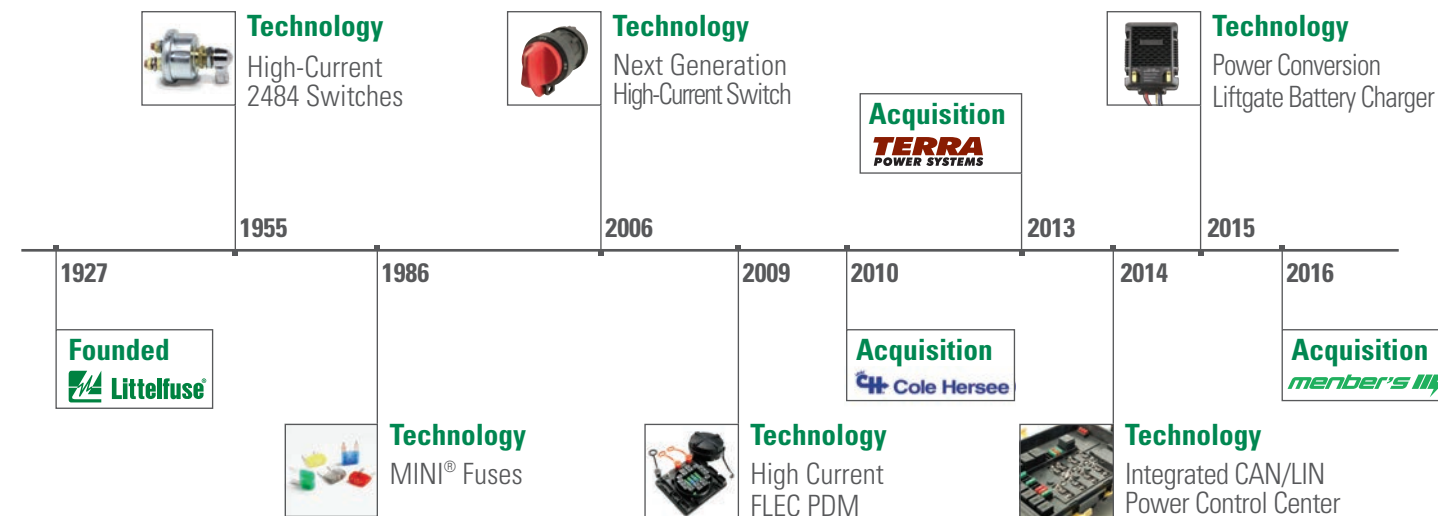 Technology
High-Current
2484 Switches
Technology
Next Generation
High-Current Switch
Acquisition
TERRA
POWER SYSTEMS
Technology
Power Conversion
Liftgate Battery Charger
1955
2006
2013
2015
1927
1986
2009
2010
2014
2016
Founded
Littelfuse®
Acquisition
CH Cole Hersee
Acquisition
menber's
Technology
MINI® Fuses
Technology
High Current
FLEC PDM
Technology
Integrated CAN/LIN
Power Control Center